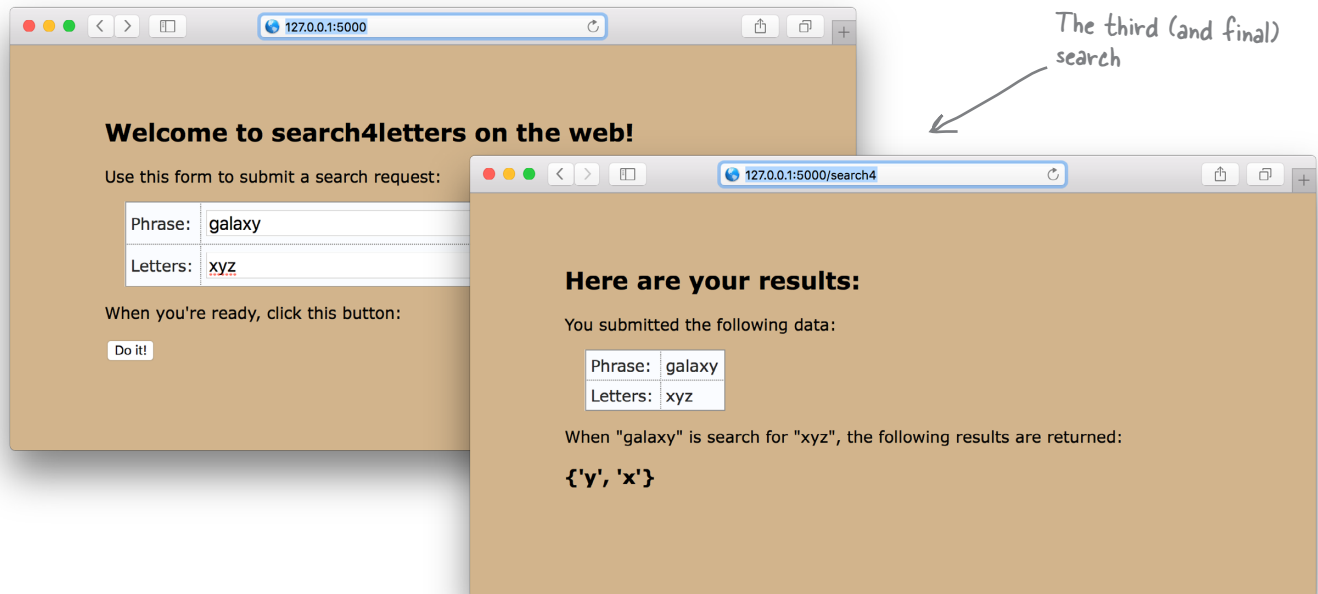 127.0.0.1:5000
The third (and final)
search
Welcome to search4letters on the web!
Use this form to submit a search request:
Phrase: galaxy
Letters: xyz
When you're ready, click this button:
Do it!
127.0.0.1:5000/search4
Here are your results:
You submitted the following data:
Phrase: galaxy
Letters: xyz
When "galaxy" is search for "xyz", the following results are returned:
{'y', 'x'}